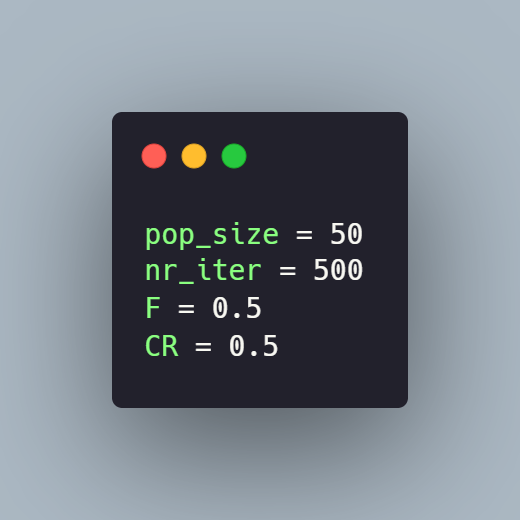 pop_size = 50
nr_iter = 500
F = 0.5
CR = 0.5